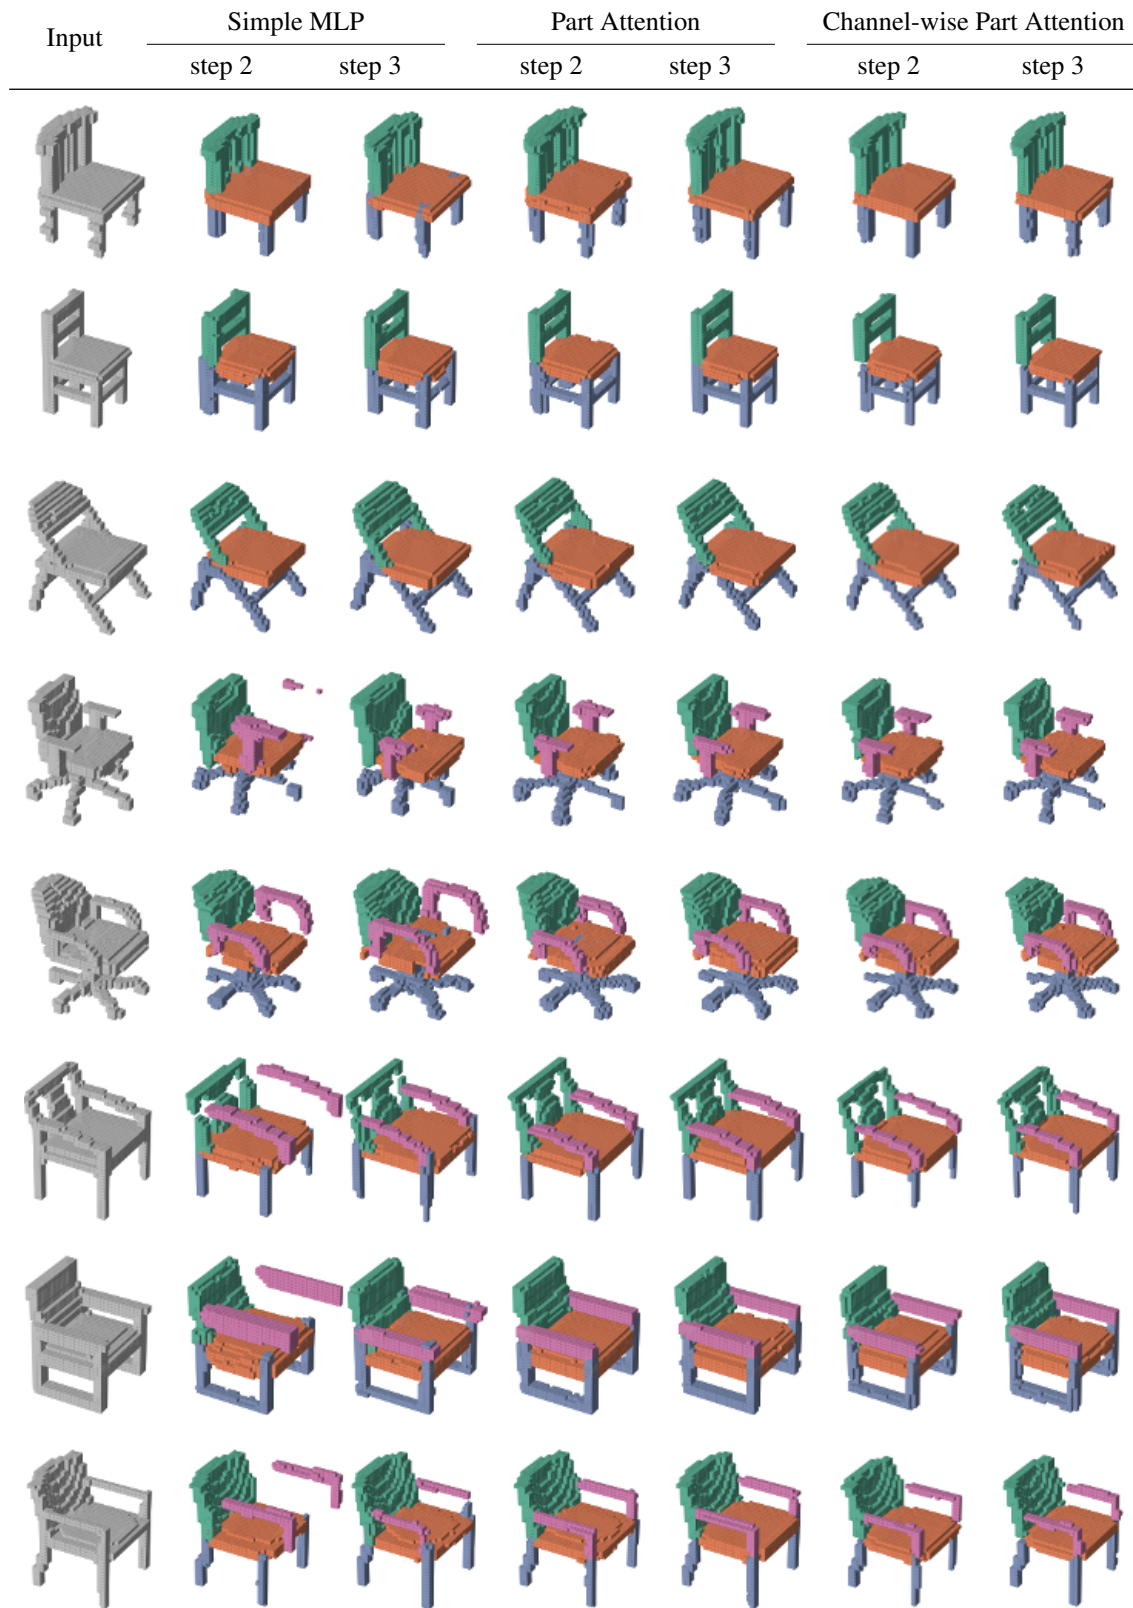 Input Simple MLP Part Attention Channel-wise Part Attention
step 2 step 3 step 2 step 3 step 2 step 3